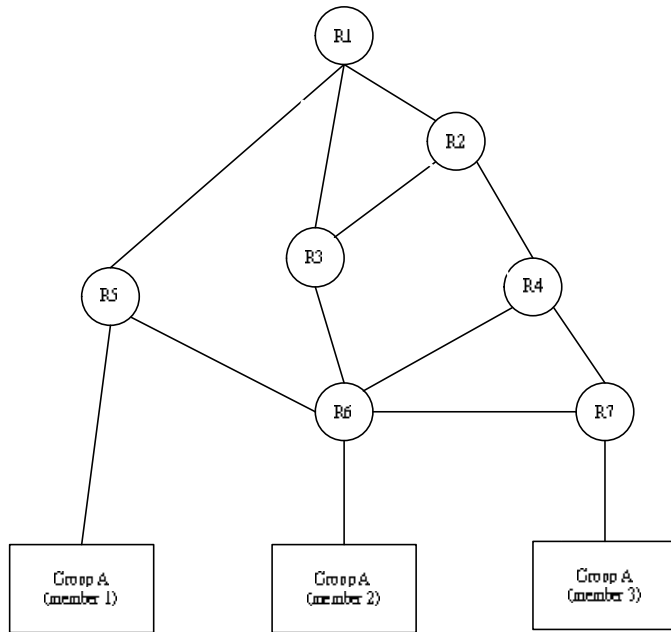 R1
R2
R3
R4
R5
R6
R7
Group A
(member 1)
Group A
(member 2)
Group A
(member 3)